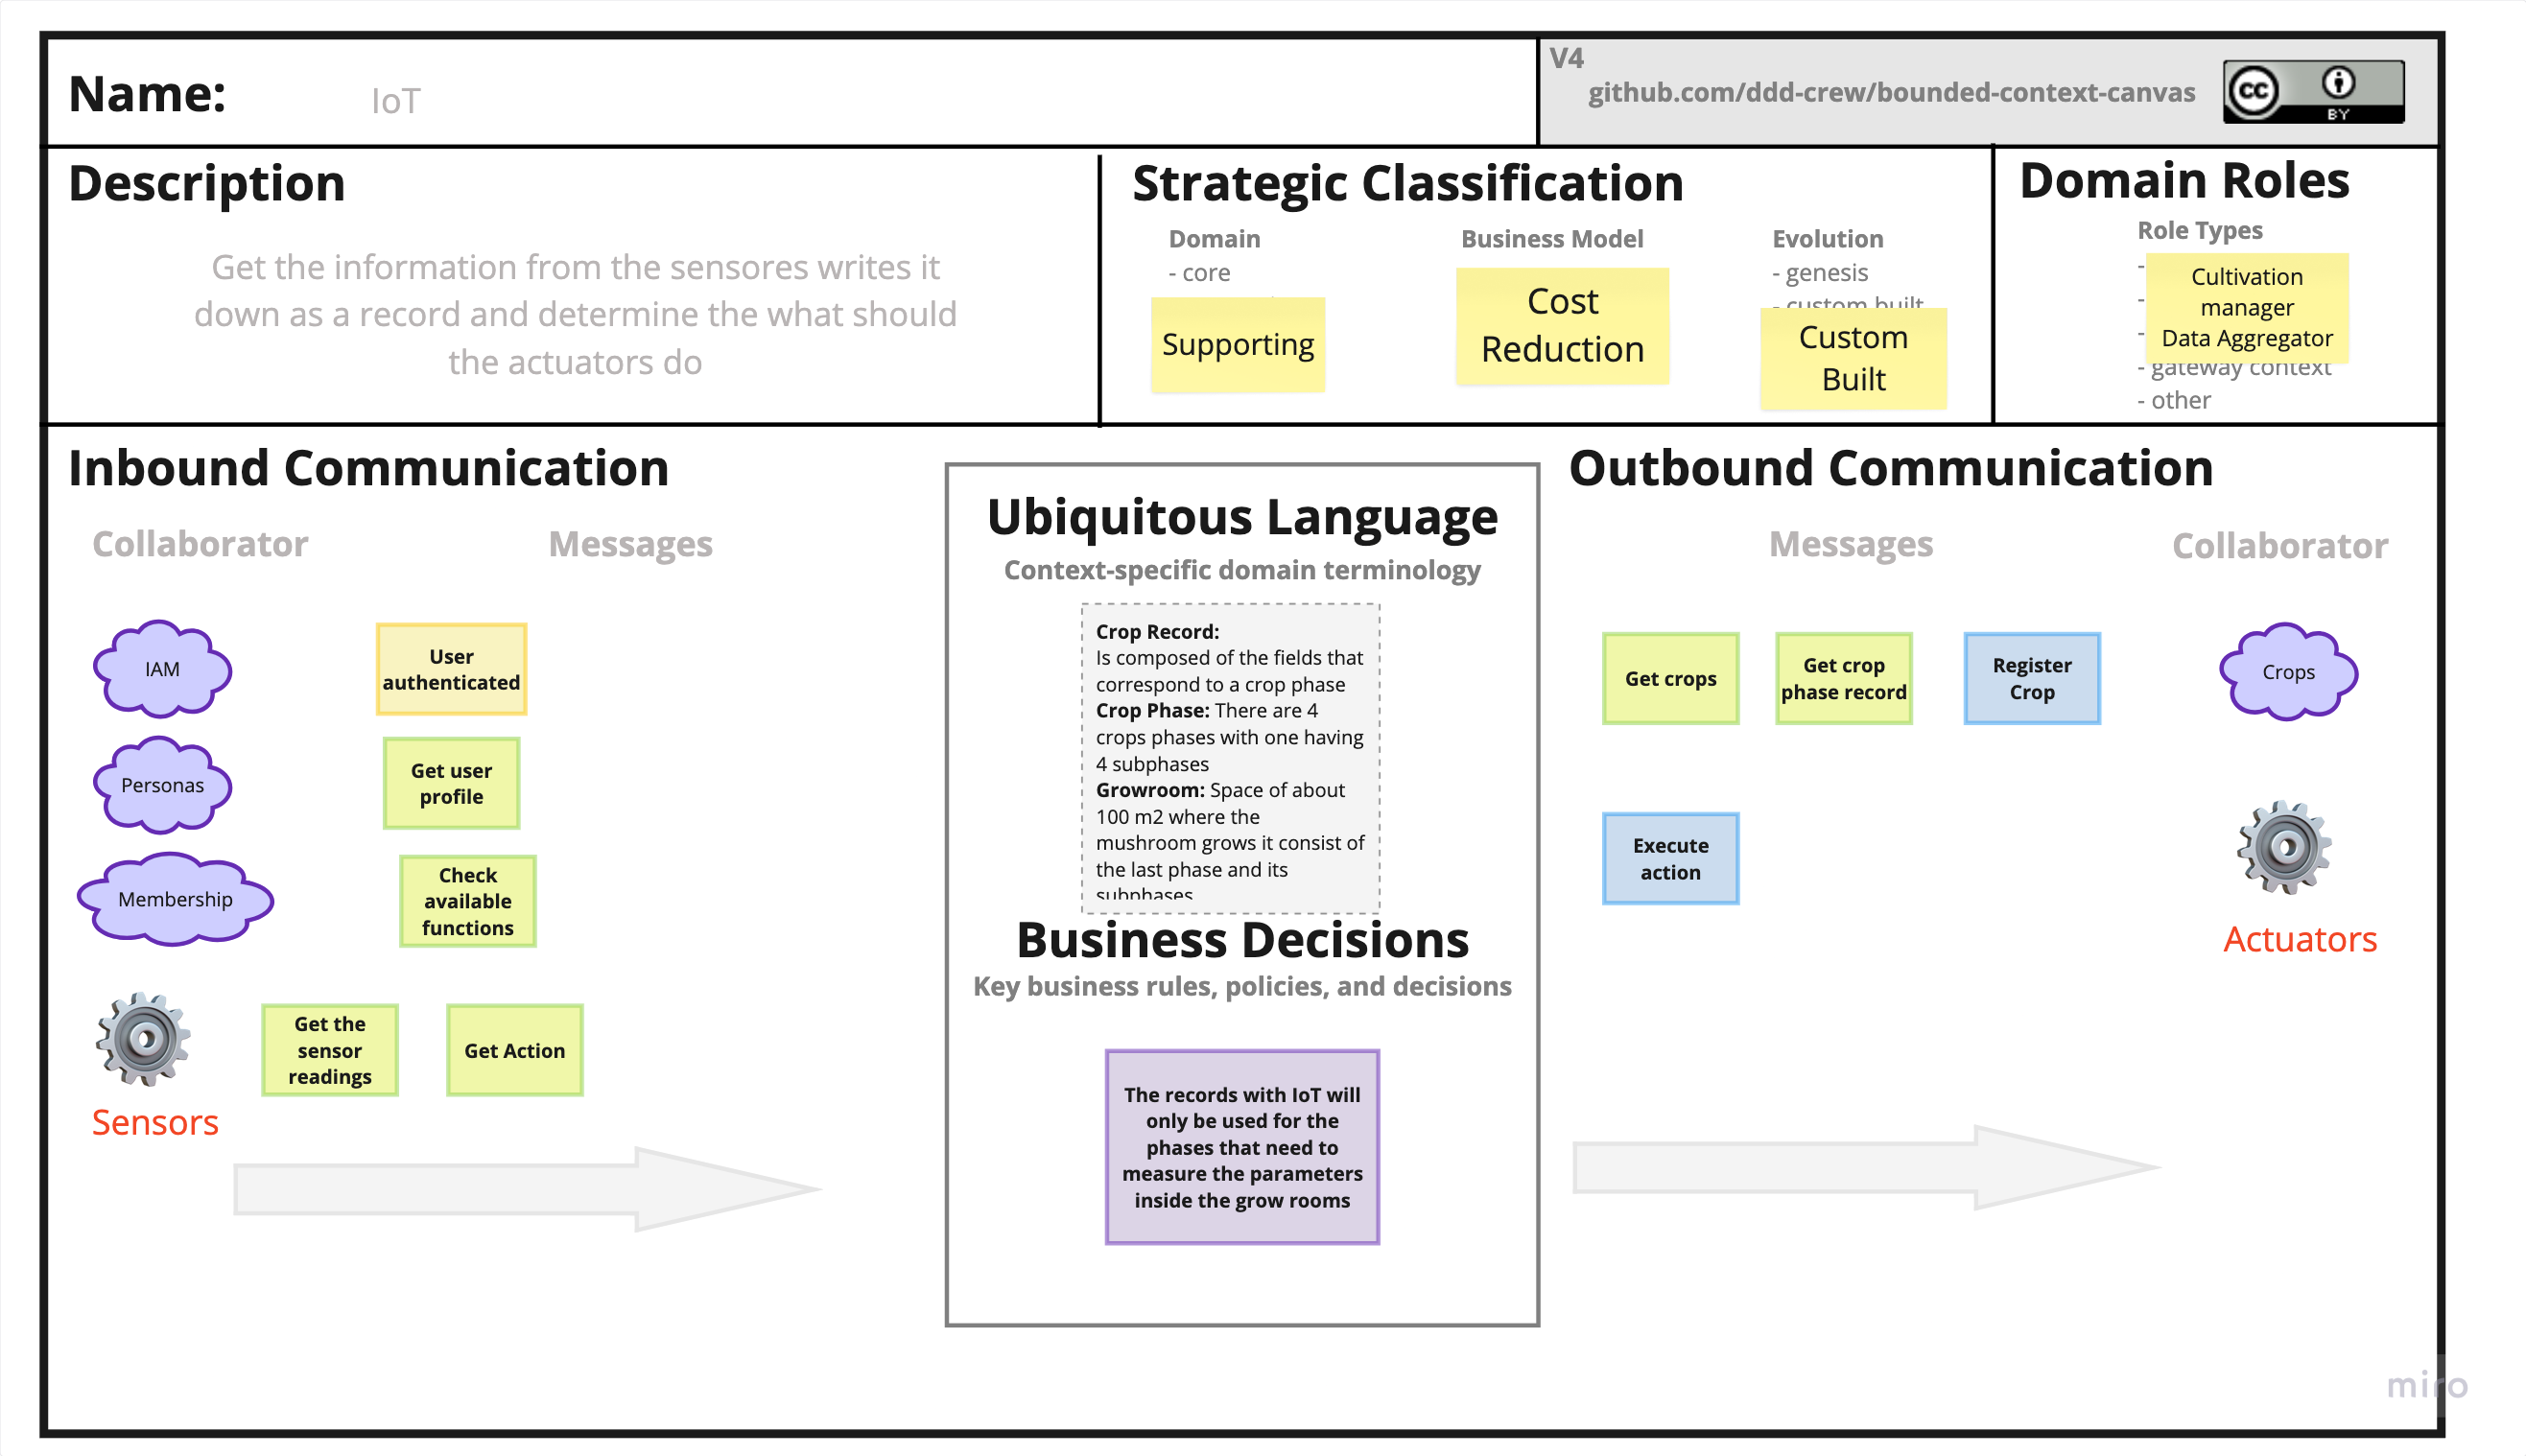 Name:
IoT
V4
github.com/ddd-crew/bounded-context-canvas
cc
BY
Description
Get the information from the sensores writes it
down as a record and determine the what should
the actuators do
Strategic Classification
Domain
- core
Supporting
Business Model
Cost
Reduction
Evolution
- genesis
- custom built
Custom
Built
Domain Roles
Role Types
-
-
-
Cultivation
manager
Data Aggregator
- gateway context
- other
Inbound Communication
Collaborator
Messages
IAM
User
authenticated
Personas
Get user
profile
Membership
Check
available
functions
Sensors
Get the
sensor
readings
Get Action
Ubiquitous Language
Context-specific domain terminology
Crop Record:
Is composed of the fields that
correspond to a crop phase
Crop Phase: There are 4
crops phases with one having
4 subphases
Growroom: Space of about
100 m2 where the
mushroom grows it consist of
the last phase and its
subphases
Business Decisions
Key business rules, policies, and decisions
The records with IoT will
only be used for the
phases that need to
measure the parameters
inside the grow rooms
Outbound Communication
Messages
Collaborator
Get crops
Get crop
phase record
Register
Crop
Crops
Execute
action
Actuators
miro